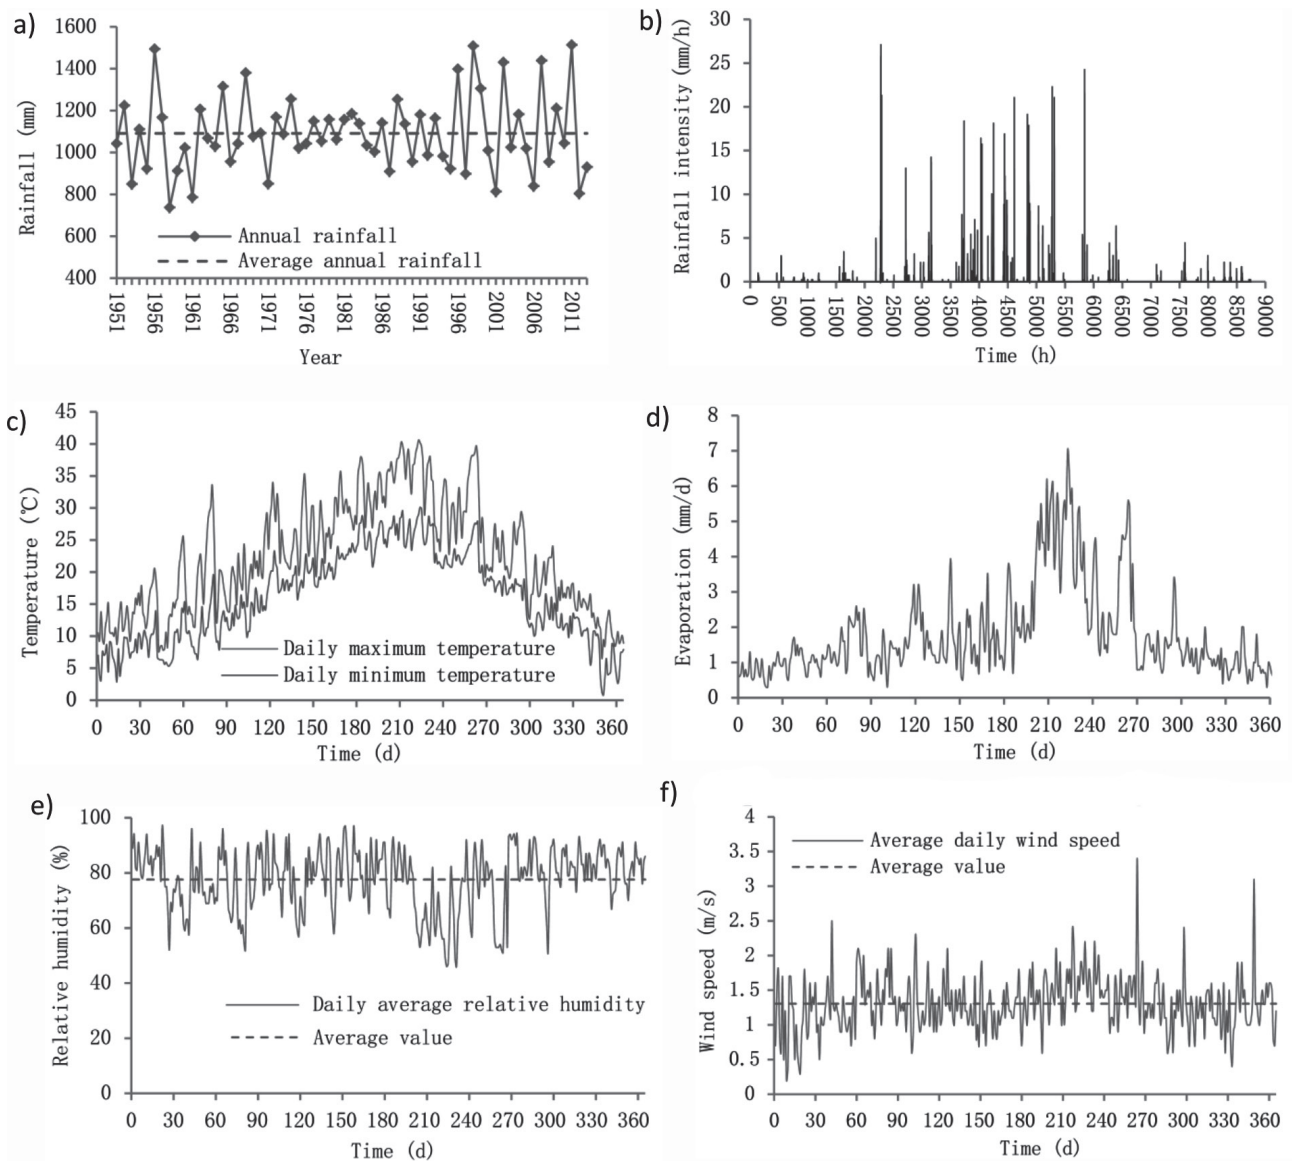 a)
1600
1400
1200
1000
800
600
400
Rainfall (mm)
Annual rainfall
Average annual rainfall
1951 1956 1961 1966 1971 1976 1981 1986 1991 1996 2001 2006 2011
Year
b)
30
25
20
15
10
5
0
Rainfall intensity (mm/h)
0 500 1000 1500 2000 2500 3000 3500 4000 4500 5000 5500 6000 6500 7000 7500 8000 8500 9000
Time (h)
c)
45
40
35
30
25
20
15
10
5
0
Temperature (℃)
Daily maximum temperature
Daily minimum temperature
0 30 60 90 120 150 180 210 240 270 300 330 360
Time (d)
d)
8
7
6
5
4
3
2
1
0
Evaporation (mm/d)
0 30 60 90 120 150 180 210 240 270 300 330 360
Time (d)
e)
100
80
60
40
20
0
Relative humidity (%)
Daily average relative humidity
Average value
0 30 60 90 120 150 180 210 240 270 300 330 360
Time (d)
f)
4
3.5
3
2.5
2
1.5
1
0.5
0
Wind speed (m/s)
Average daily wind speed
Average value
0 30 60 90 120 150 180 210 240 270 300 330 360
Time (d)